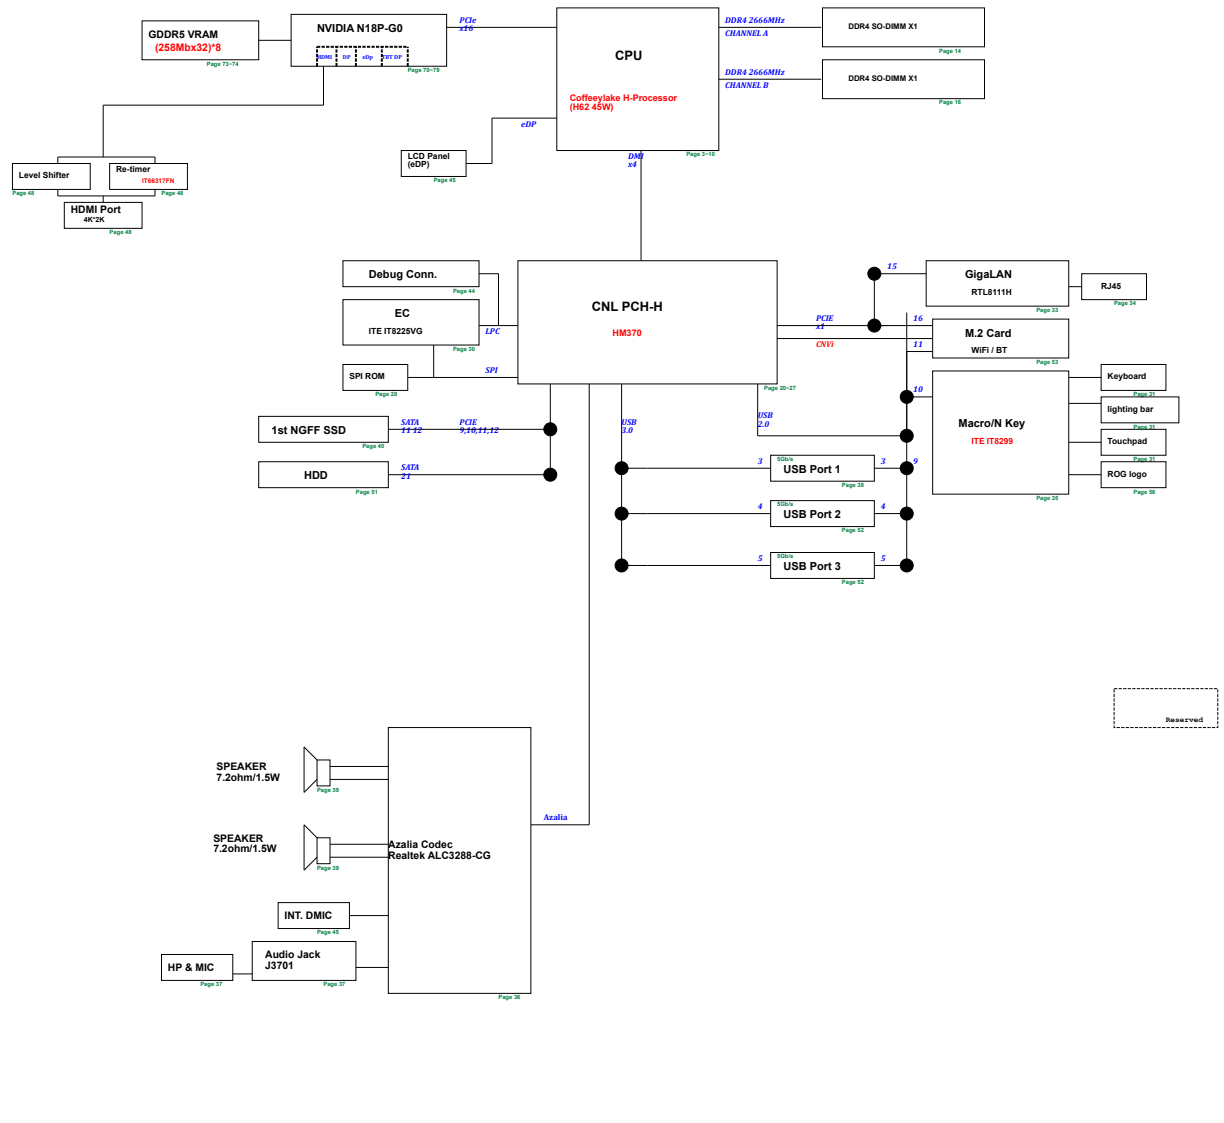 GDDR5 VRAM
(258Mbx32)*8
Page 73~74
NVIDIA N18P-G0
HDMI DP eDp TBT DP
Page 70~79
PCIe
x16
CPU
Coffeeylake H-Processor
(H62 45W)
Page 3~10
DDR4 2666MHz
CHANNEL A
DDR4 SO-DIMM X1
Page 14
DDR4 2666MHz
CHANNEL B
DDR4 SO-DIMM X1
Page 16
eDP
LCD Panel
(eDP)
Page 45
DMI
x4
Level Shifter
Page 48
Re-timer
IT66317FN
Page 48
HDMI Port
4K*2K
Page 48
Debug Conn.
Page 44
EC
ITE IT8225VG
Page 30
LPC
SPI ROM
Page 28
SPI
CNL PCH-H
HM370
Page 20~27
PCIE
x1
CNVi
15
GigaLAN
RTL8111H
Page 33
RJ45
Page 34
16
11
M.2 Card
WiFi / BT
Page 53
10
Macro/N Key
ITE IT8299
Page 35
Keyboard
Page 31
lighting bar
Page 31
Touchpad
Page 31
ROG logo
Page 56
1st NGFF SSD
Page 40
SATA
11 12
PCIE
9,10,11,12
HDD
Page 51
SATA
21
USB
3.0
USB
2.0
3
5Gb/s
USB Port 1
3
9
Page 38
4
5Gb/s
USB Port 2
4
Page 52
5
5Gb/s
USB Port 3
5
Page 52
Reserved
SPEAKER
7.2ohm/1.5W
Page 39
SPEAKER
7.2ohm/1.5W
Page 39
Azalia
Azalia Codec
Realtek ALC3288-CG
INT. DMIC
Page 45
HP & MIC
Page 37
Audio Jack
J3701
Page 37
Page 36